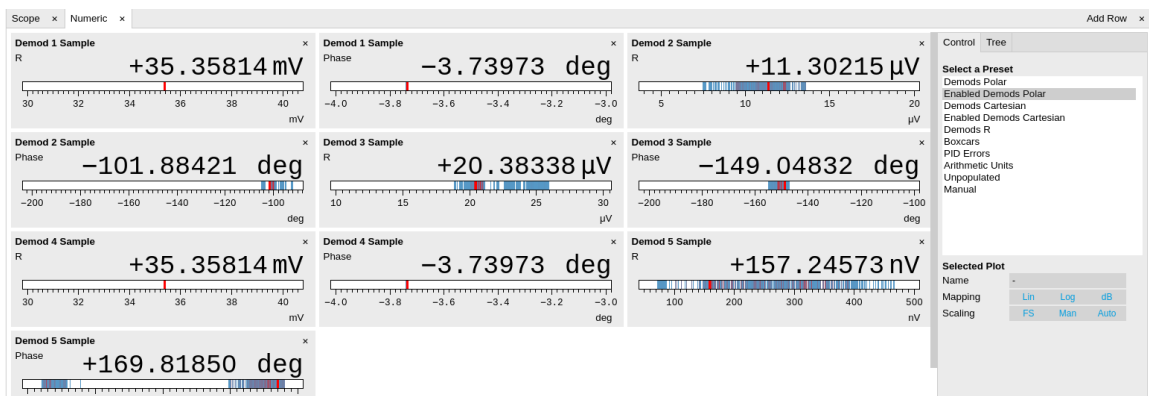 Scope × Numeric × Add Row ×
Demod 1 Sample ×
R
+35.35814 mV
30 32 34 36 38 40
mV
Demod 1 Sample ×
Phase
−3.73973 deg
−4.0 −3.8 −3.6 −3.4 −3.2 −3.0
deg
Demod 2 Sample ×
R
+11.30215 μV
5 10 15 20
μV
Demod 2 Sample ×
Phase
−101.88421 deg
−200 −180 −160 −140 −120 −100
deg
Demod 3 Sample ×
R
+20.38338 μV
10 15 20 25 30
μV
Demod 3 Sample ×
Phase
−149.04832 deg
−200 −180 −160 −140 −120 −100
deg
Demod 4 Sample ×
R
+35.35814 mV
30 32 34 36 38 40
mV
Demod 4 Sample ×
Phase
−3.73973 deg
−4.0 −3.8 −3.6 −3.4 −3.2 −3.0
deg
Demod 5 Sample ×
R
+157.24573 nV
100 200 300 400 500
nV
Demod 5 Sample ×
Phase
+169.81850 deg
Control Tree
Select a Preset
Demods Polar
Enabled Demods Polar
Demods Cartesian
Enabled Demods Cartesian
Demods R
Boxcars
PID Errors
Arithmetic Units
Unpopulated
Manual
Selected Plot
Name -
Mapping Lin Log dB
Scaling FS Man Auto